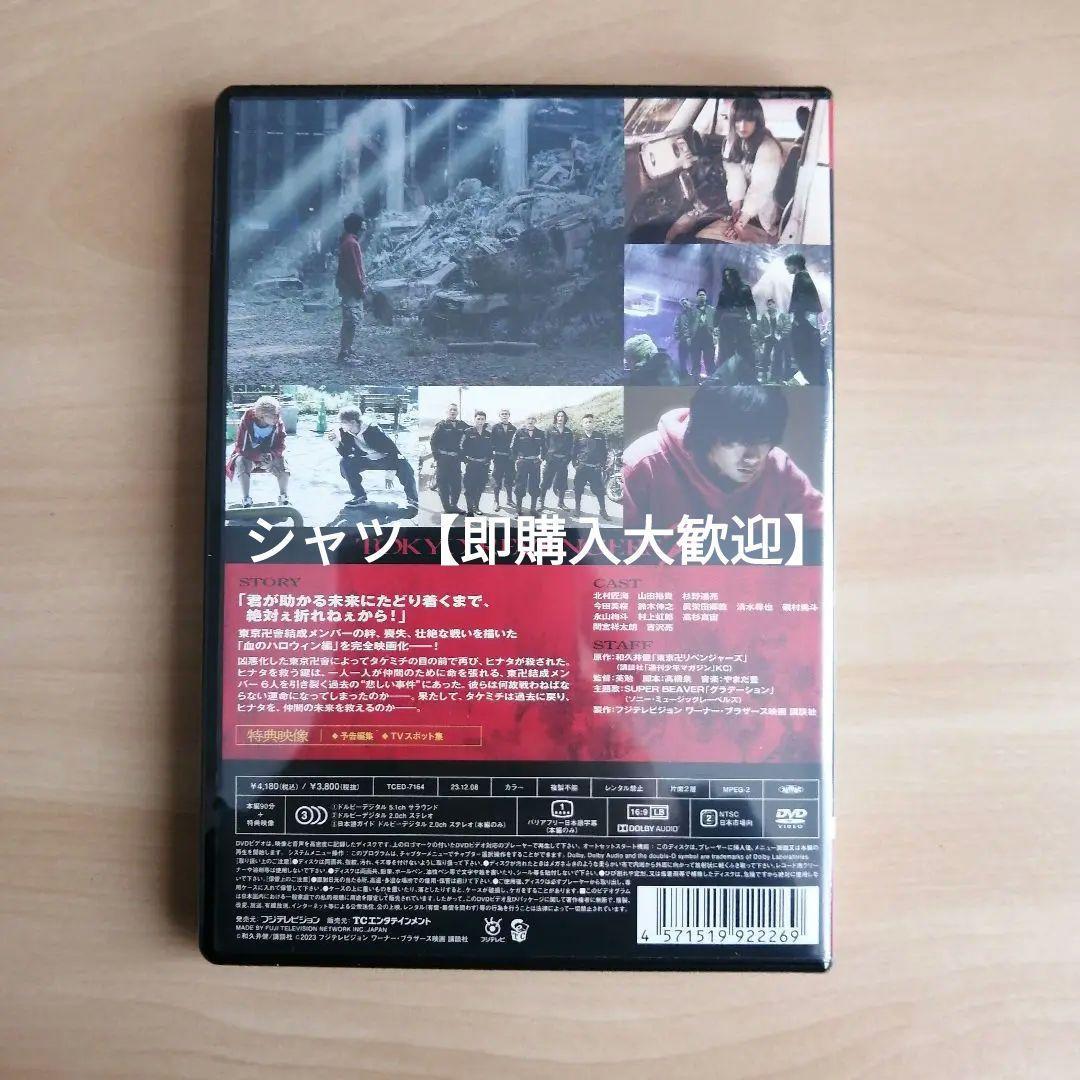 ジャツ【即購入大歓迎】
STORY
「君が助かる未来にたどり着くまで、
絶対ぇ折れねぇから!」
東京卍會結成メンバーの絆、喪失、壮絶な戦いを描いた
「血のハロウィン編」を完全映画化――!
凶悪化した東京卍會によってタケミチの目の前で再び、ヒナタが殺された。
ヒナタを救う鍵は、一人一人が仲間のために命を張れる、東卍結成メン
バー6人を引き裂く過去の“悲しい事件”にあった。彼らは何故戦わねばな
らない運命になってしまったのか――。果たして、タケミチは過去に戻り、
ヒナタを、仲間の未来を救えるのか――。
特典映像 ◆予告編集 ◆TVスポット集
CAST
北村匠海 山田裕貴 杉野遥亮
今田美桜 鈴木伸之 眞栄田郷敦 清水尋也 磯村勇斗
永山絢斗 村上虹郎 高杉真宙
間宮祥太朗 吉沢亮
STAFF
原作:和久井健「東京卍リベンジャーズ」
(講談社「週刊少年マガジン」KC)
監督:英勉 脚本:高橋泉 音楽:やまだ豊
主題歌:SUPER BEAVER「グラデーション」
(ソニー・ミュージックレーベルズ)
製作:フジテレビジョン ワーナー・ブラザース映画 講談社
¥4,180(税込)/¥3,800(税抜) TCED-7164 23.12.08 カラー 複製不能 レンタル禁止 片面2層 MPEG-2
本編90分
+
特典映像
3
①ドルビーデジタル 5.1ch サラウンド
②ドルビーデジタル 2.0ch ステレオ
③日本語ガイド ドルビーデジタル 2.0ch ステレオ(本編のみ)
1
バリアフリー日本語字幕
(本編のみ)
16:9 LB
DOLBY AUDIO
2 NTSC
日本市場向
DVD
VIDEO
発売元:フジテレビジョン 販売元:TCエンタテインメント
MADE BY FUJI TELEVISION NETWORK INC.,JAPAN
©和久井健/講談社 ©2023 フジテレビジョン ワーナー・ブラザース映画 講談社
フジテレビ
4 571519 922269